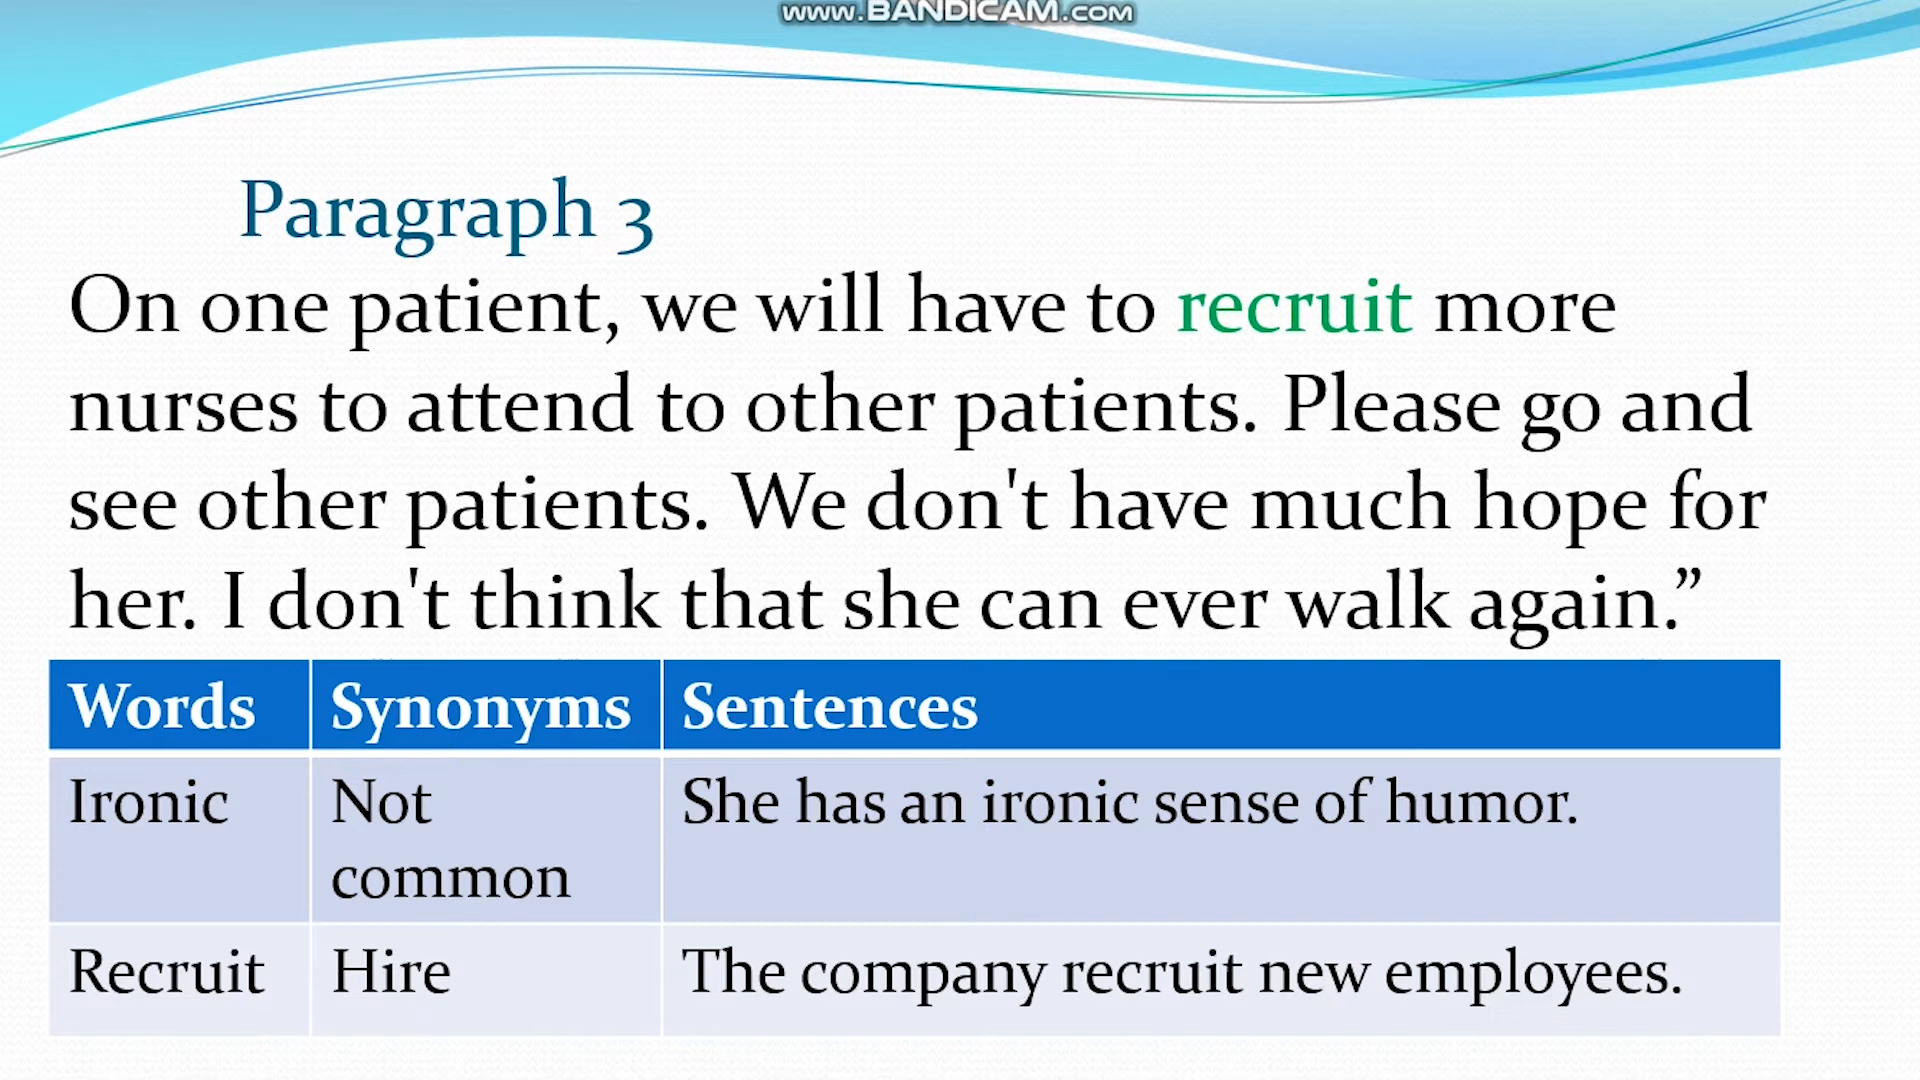 www.BANDICAM.com
Paragraph 3
On one patient, we will have to recruit more
nurses to attend to other patients. Please go and
see other patients. We don't have much hope for
her. I don't think that she can ever walk again.”
Words Synonyms Sentences
Ironic Not common She has an ironic sense of humor.
Recruit Hire The company recruit new employees.